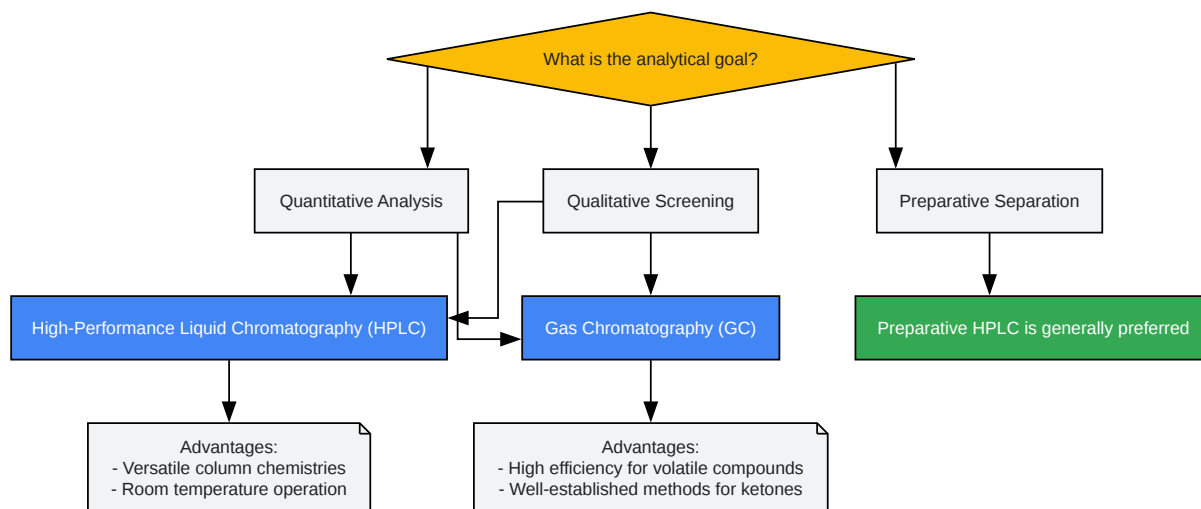 What is the analytical goal?
Quantitative Analysis
Qualitative Screening
Preparative Separation
High-Performance Liquid Chromatography (HPLC)
Gas Chromatography (GC)
Preparative HPLC is generally preferred
Advantages:
- Versatile column chemistries
- Room temperature operation
Advantages:
- High efficiency for volatile compounds
- Well-established methods for ketones